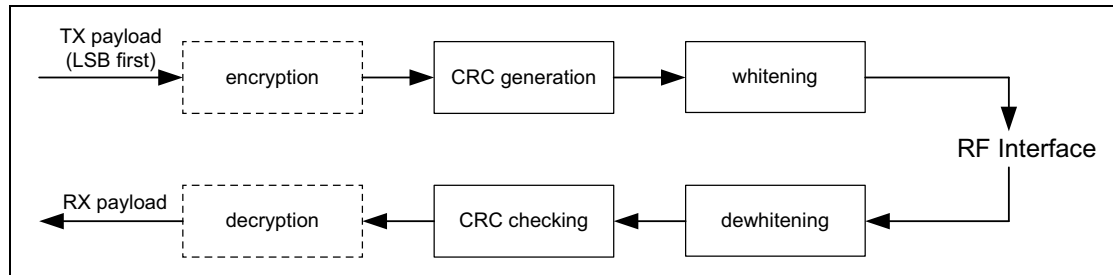 TX payload
(LSB first)
encryption
CRC generation
whitening
RF Interface
RX payload
decryption
CRC checking
dewhitening